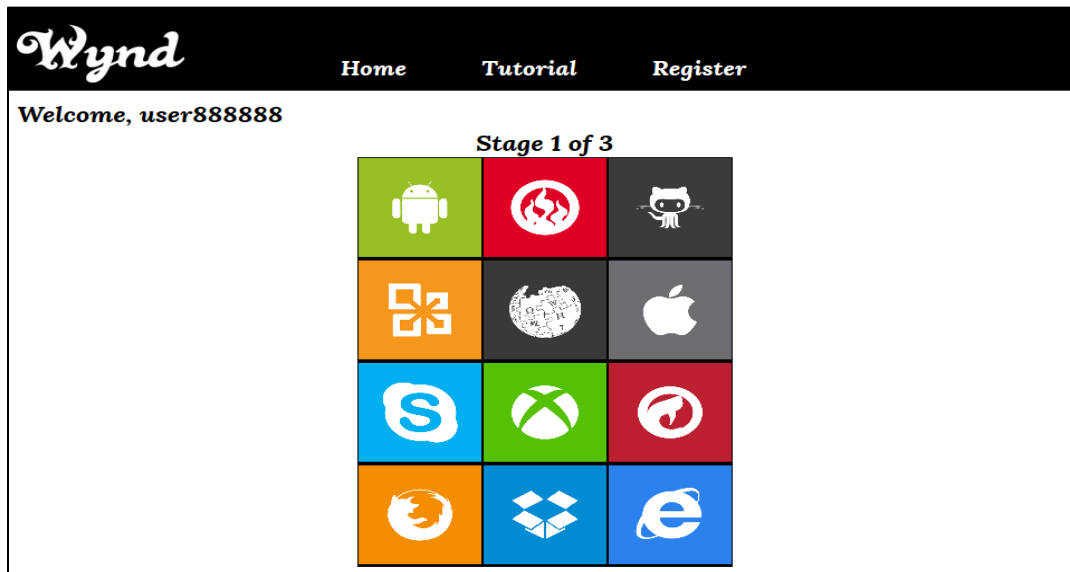 Wynd
Home Tutorial Register
Welcome, user888888
Stage 1 of 3
S
e